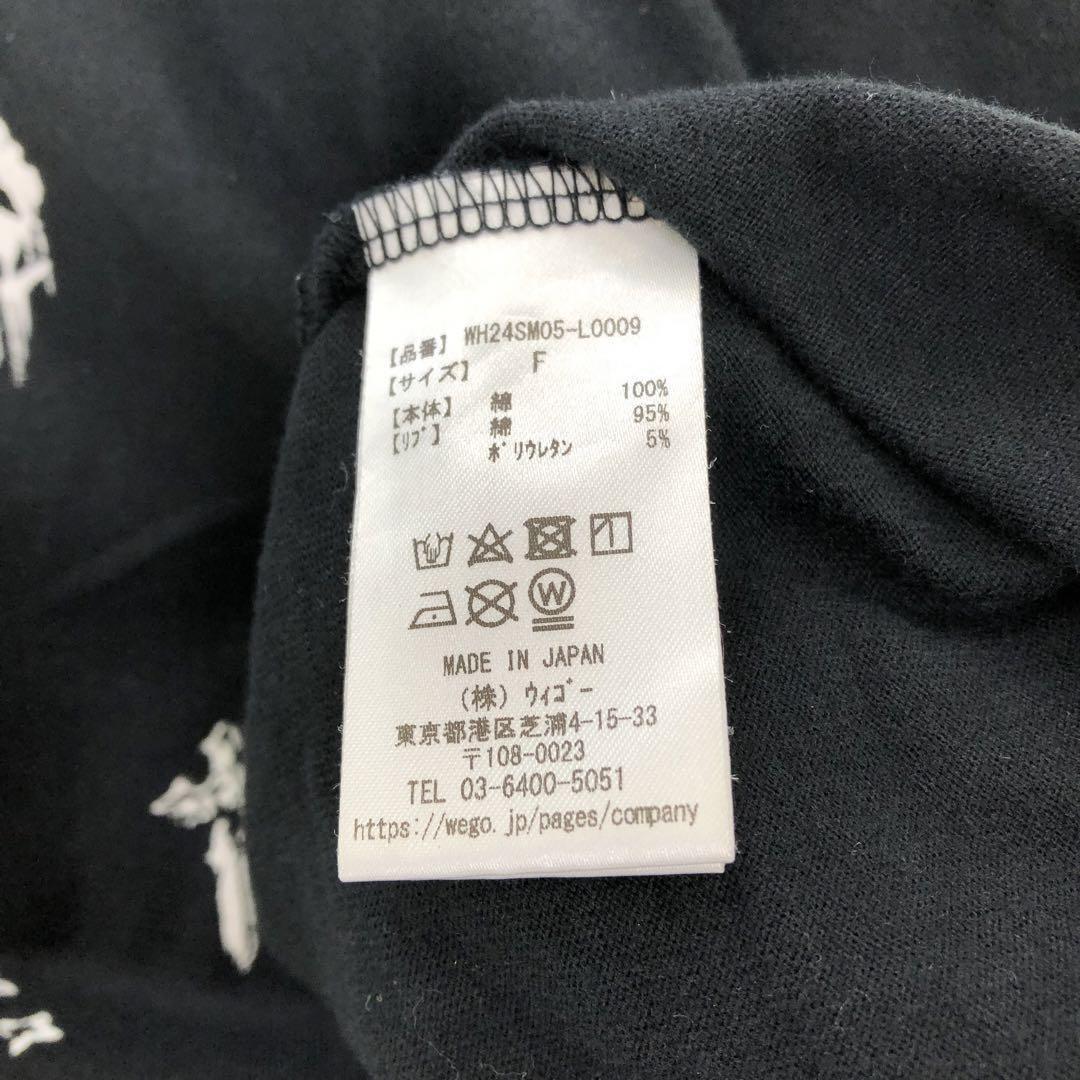 【品番】 WH24SM05-L0009
【サイズ】 F
【本体】 綿 100%
【ﾘﾌﾞ】 綿 95%
ﾎﾟﾘｳﾚﾀﾝ 5%
W
MADE IN JAPAN
(株) ｳｨｺﾞｰ
東京都港区芝浦4-15-33
〒108-0023
TEL 03-6400-5051
https://wego.jp/pages/company